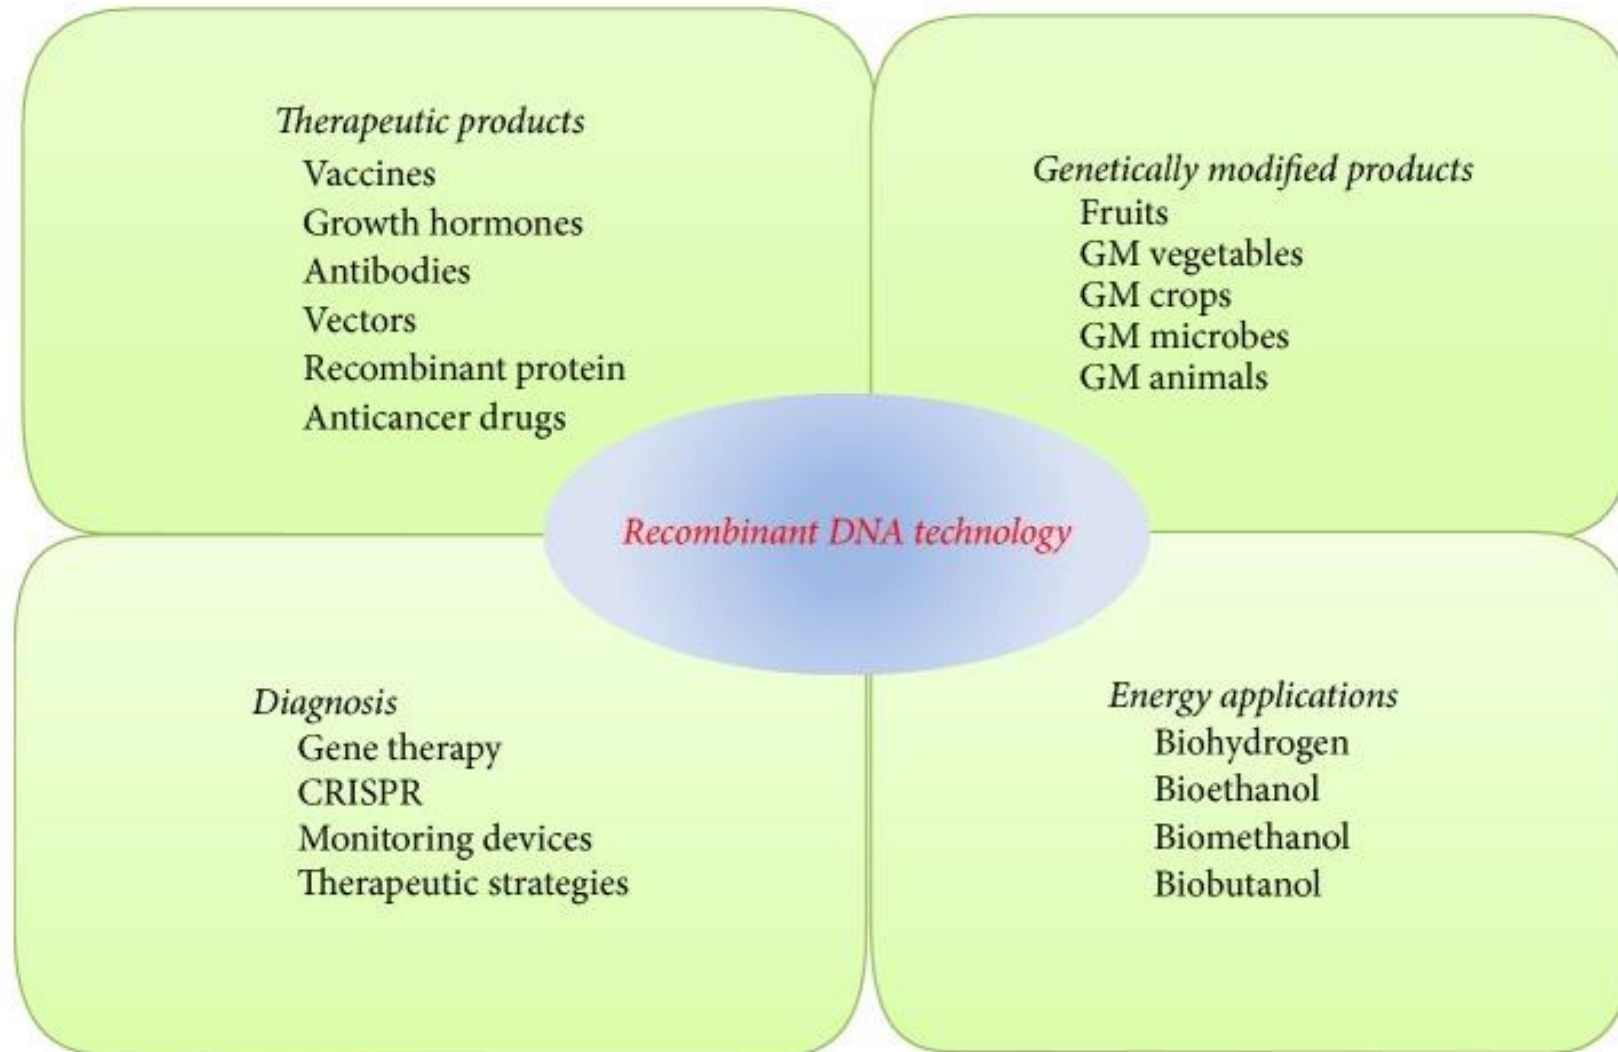 Therapeutic products
Vaccines
Growth hormones
Antibodies
Vectors
Recombinant protein
Anticancer drugs
Genetically modified products
Fruits
GM vegetables
GM crops
GM microbes
GM animals
Recombinant DNA technology
Diagnosis
Gene therapy
CRISPR
Monitoring devices
Therapeutic strategies
Energy applications
Biohydrogen
Bioethanol
Biomethanol
Biobutanol